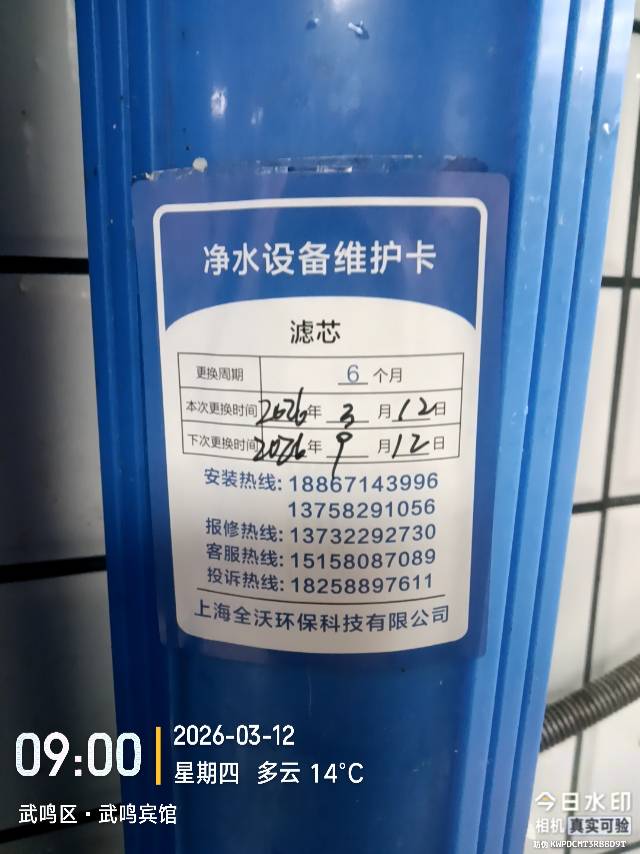 净水设备维护卡
滤芯
更换周期 6 个月
本次更换时间 2026 年 3 月 12 日
下次更换时间 2026 年 9 月 12 日
安装热线: 18867143996
13758291056
报修热线: 13732292730
客服热线: 15158087089
投诉热线: 18258897611
上海全沃环保科技有限公司
09:00
2026-03-12
星期四 多云 14°C
武鸣区·武鸣宾馆
今日水印
相机 真实可验
防伪 KWPDCMT3RB8D9T